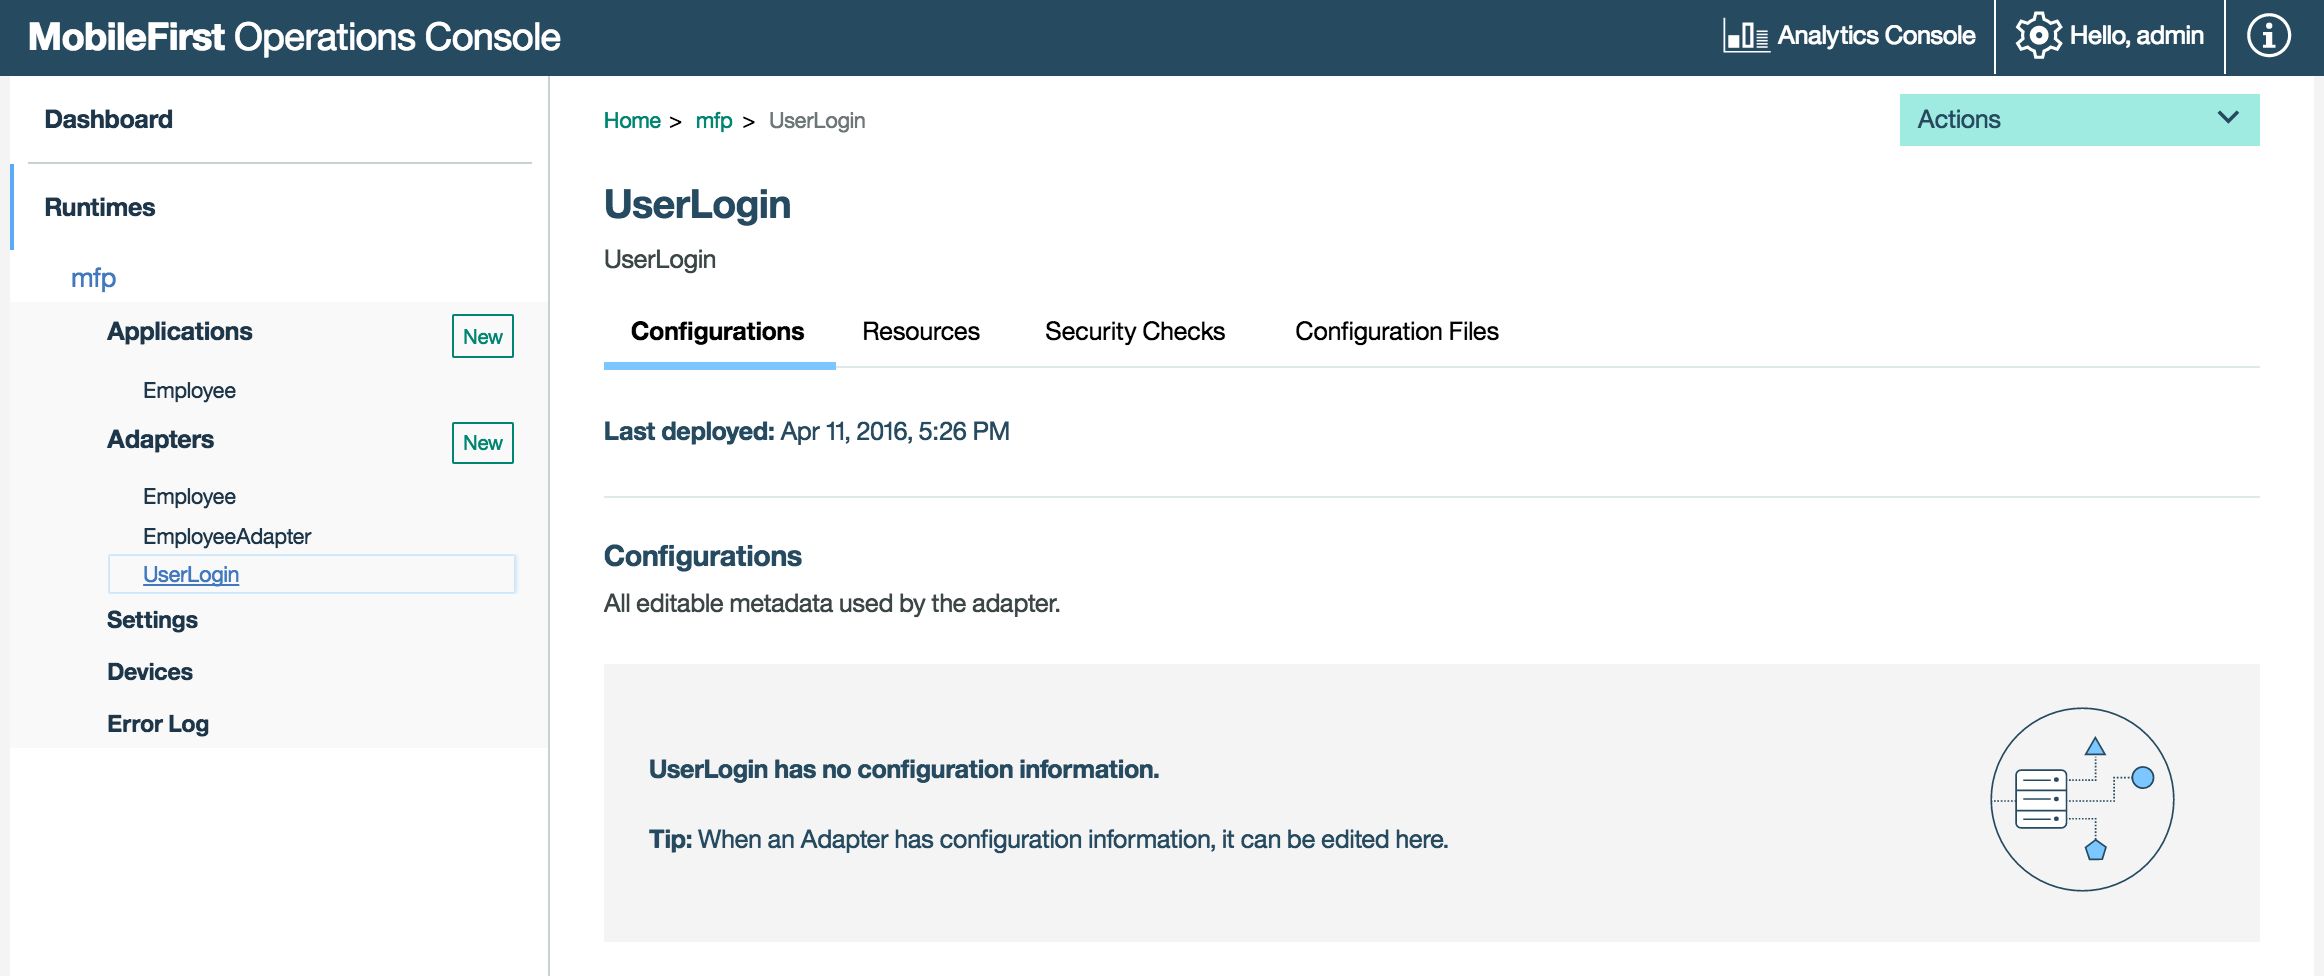 MobileFirst Operations Console
Analytics Console
Hello, admin
Dashboard
Runtimes
mfp
Applications
New
Employee
Adapters
New
Employee
EmployeeAdapter
UserLogin
Settings
Devices
Error Log
Home > mfp > UserLogin
Actions
UserLogin
UserLogin
Configurations Resources Security Checks Configuration Files
Last deployed: Apr 11, 2016, 5:26 PM
Configurations
All editable metadata used by the adapter.
UserLogin has no configuration information.
Tip: When an Adapter has configuration information, it can be edited here.